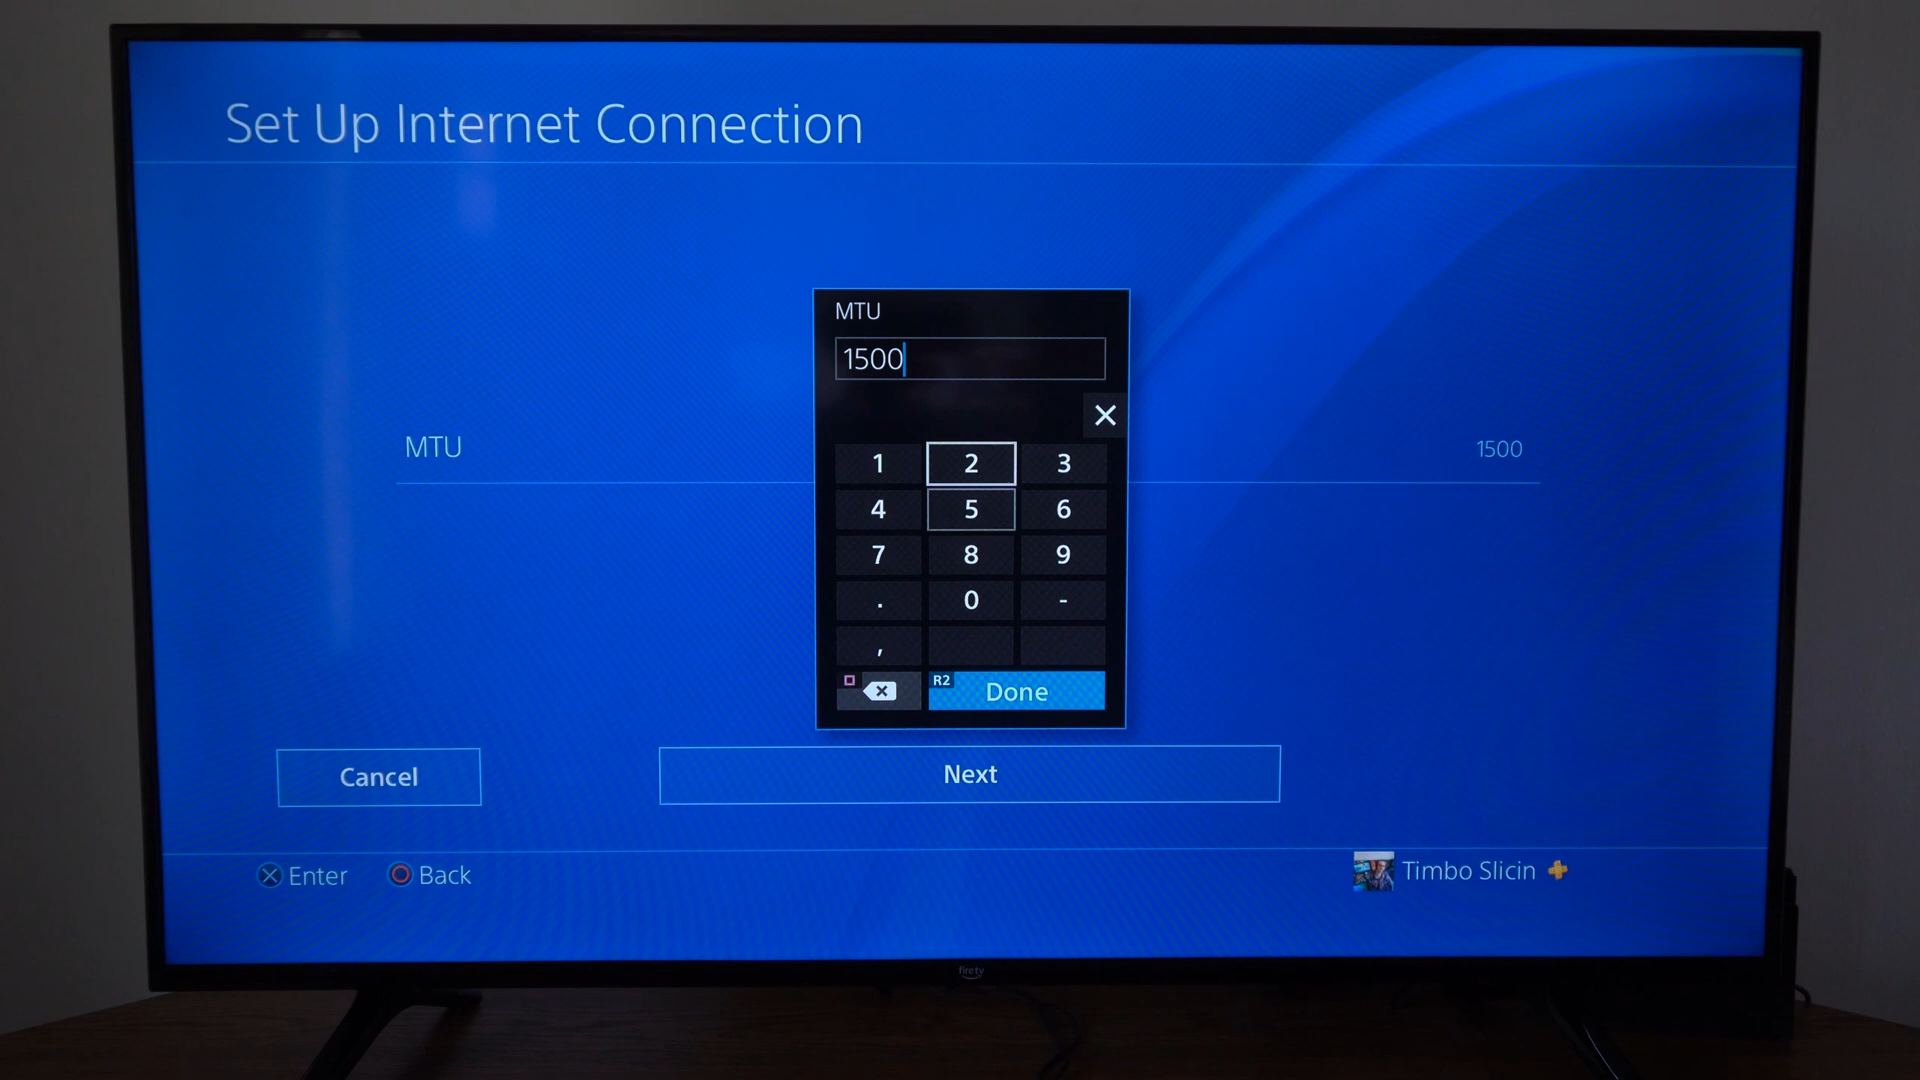 Set Up Internet Connection
MTU
1500
MTU
1500
1 2 3
4 5 6
7 8 9
. 0 -
,
R2 Done
Cancel
Next
Enter
Back
Timbo Slicin
firetv